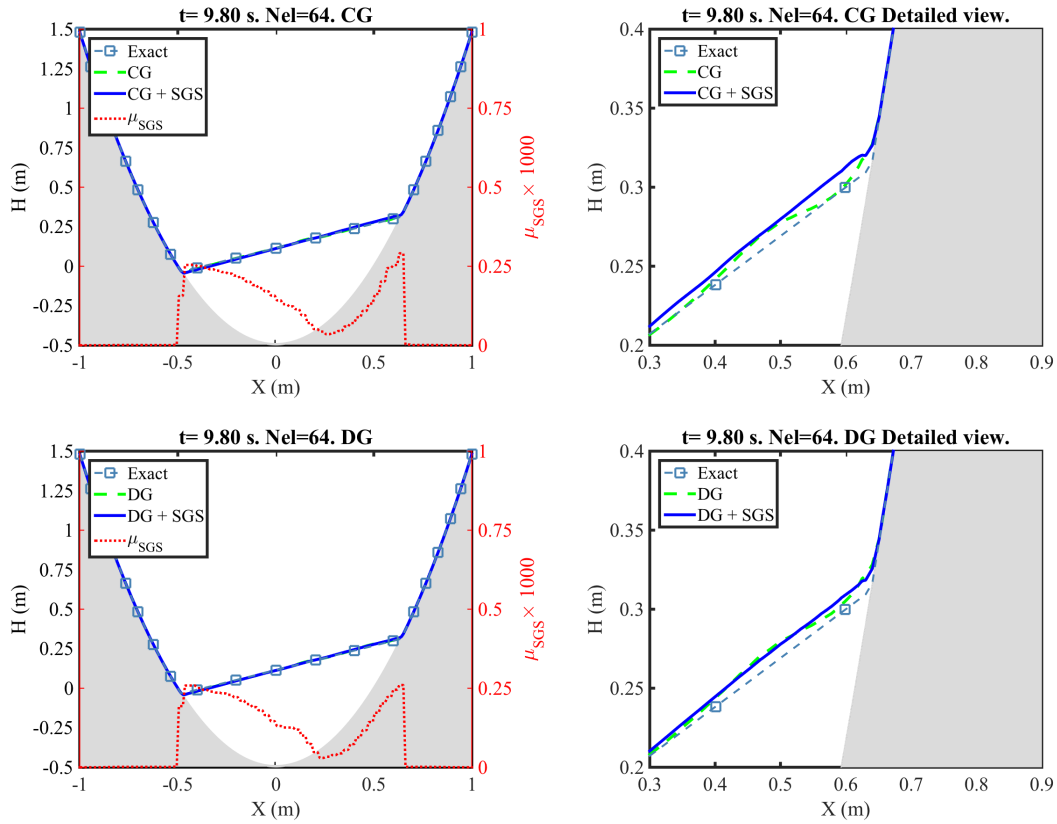 t= 9.80 s. Nel=64. CG
Exact
CG
CG + SGS
μSGS
1.5
1.25
1
0.75
0.5
0.25
0
-0.25
-0.5
H (m)
-1
-0.5
0
0.5
1
X (m)
1
0.75
0.5
0.25
0
μSGS× 1000
t= 9.80 s. Nel=64. CG Detailed view.
Exact
CG
CG + SGS
0.4
0.35
0.3
0.25
0.2
H (m)
0.3
0.4
0.5
0.6
0.7
0.8
0.9
X (m)
t= 9.80 s. Nel=64. DG
Exact
DG
DG + SGS
μSGS
1.5
1.25
1
0.75
0.5
0.25
0
-0.25
-0.5
H (m)
-1
-0.5
0
0.5
1
X (m)
1
0.75
0.5
0.25
0
μSGS× 1000
t= 9.80 s. Nel=64. DG Detailed view.
Exact
DG
DG + SGS
0.4
0.35
0.3
0.25
0.2
H (m)
0.3
0.4
0.5
0.6
0.7
0.8
0.9
X (m)